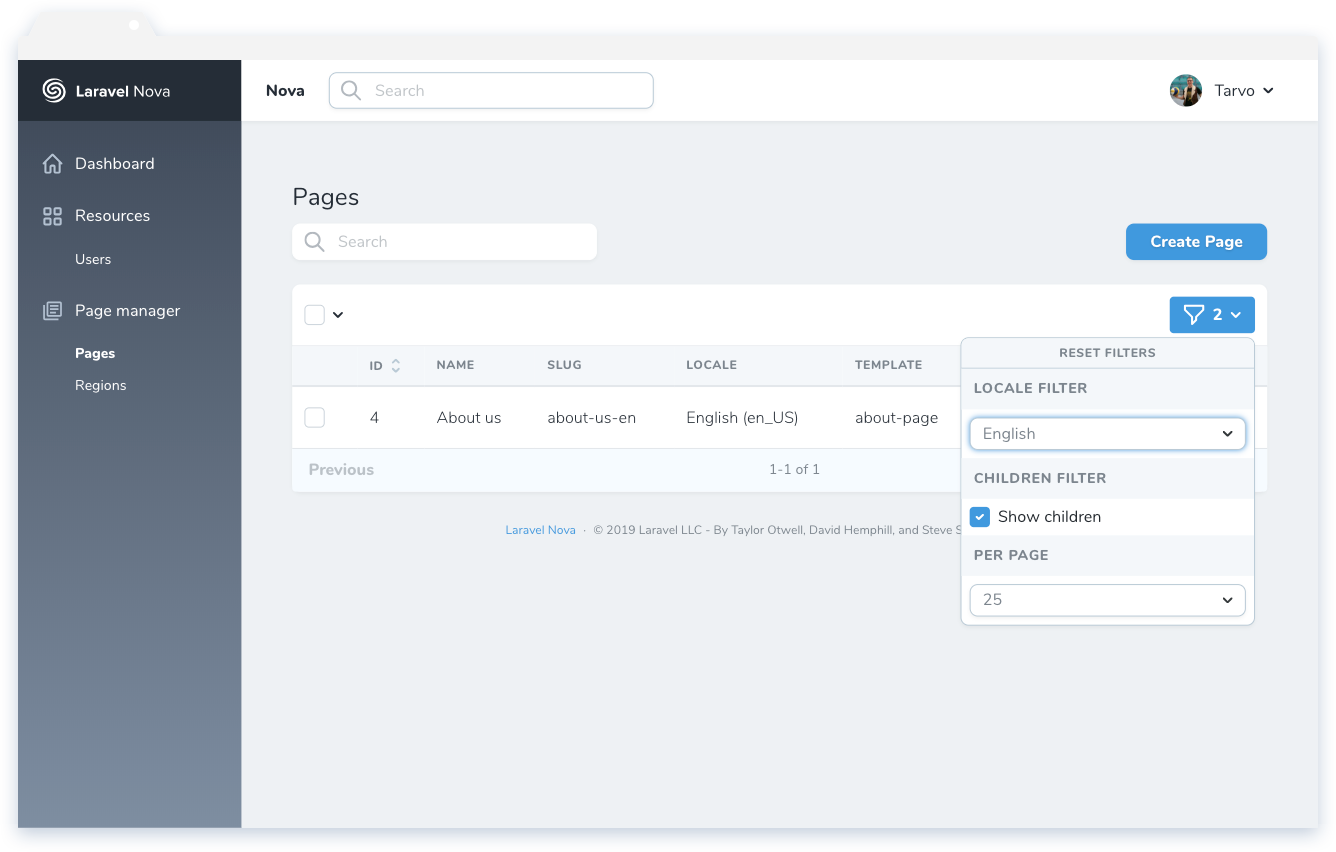 Laravel Nova
Nova
Search
Tarvo
Dashboard
Resources
Users
Page manager
Pages
Regions
Pages
Search
Create Page
2
ID NAME SLUG LOCALE TEMPLATE
4 About us about-us-en English (en_US) about-page
Previous 1-1 of 1
Laravel Nova · © 2019 Laravel LLC - By Taylor Otwell, David Hemphill, and Steve S
RESET FILTERS
LOCALE FILTER
English
CHILDREN FILTER
Show children
PER PAGE
25